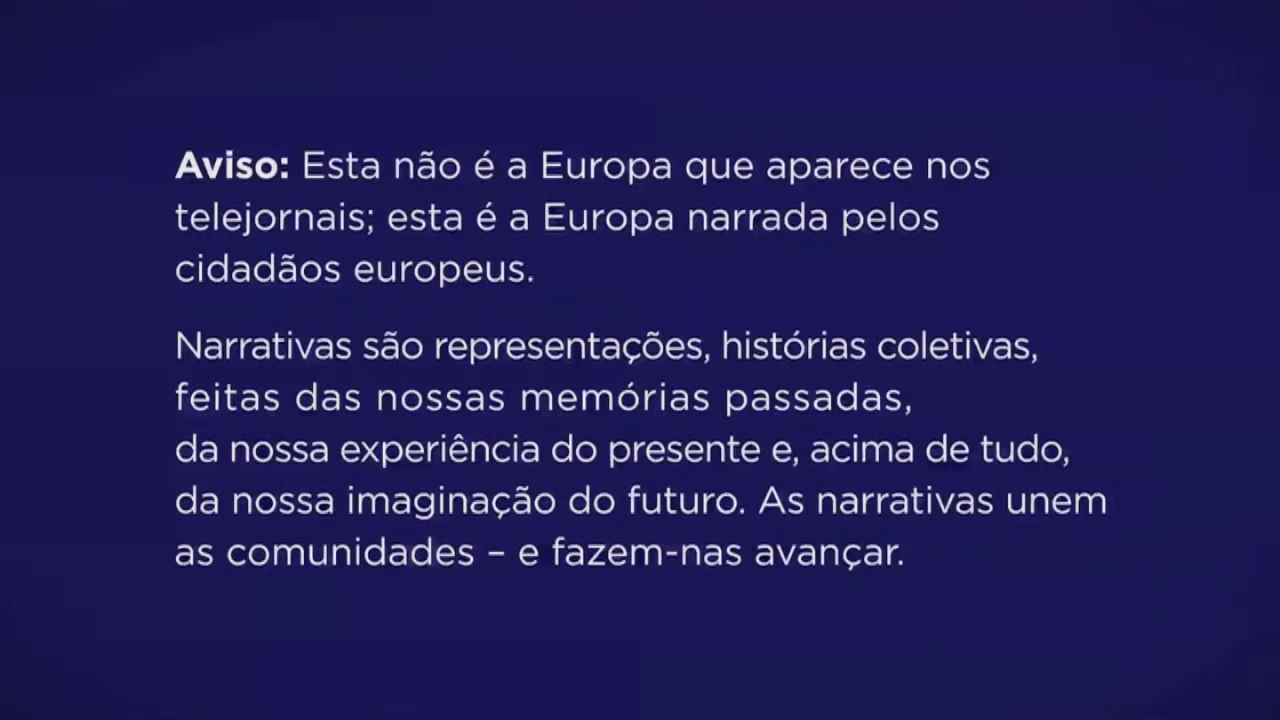 Aviso: Esta não é a Europa que aparece nos
telejornais; esta é a Europa narrada pelos
cidadãos europeus.
Narrativas são representações, histórias coletivas,
feitas das nossas memórias passadas,
da nossa experiência do presente e, acima de tudo,
da nossa imaginação do futuro. As narrativas unem
as comunidades – e fazem-nas avançar.